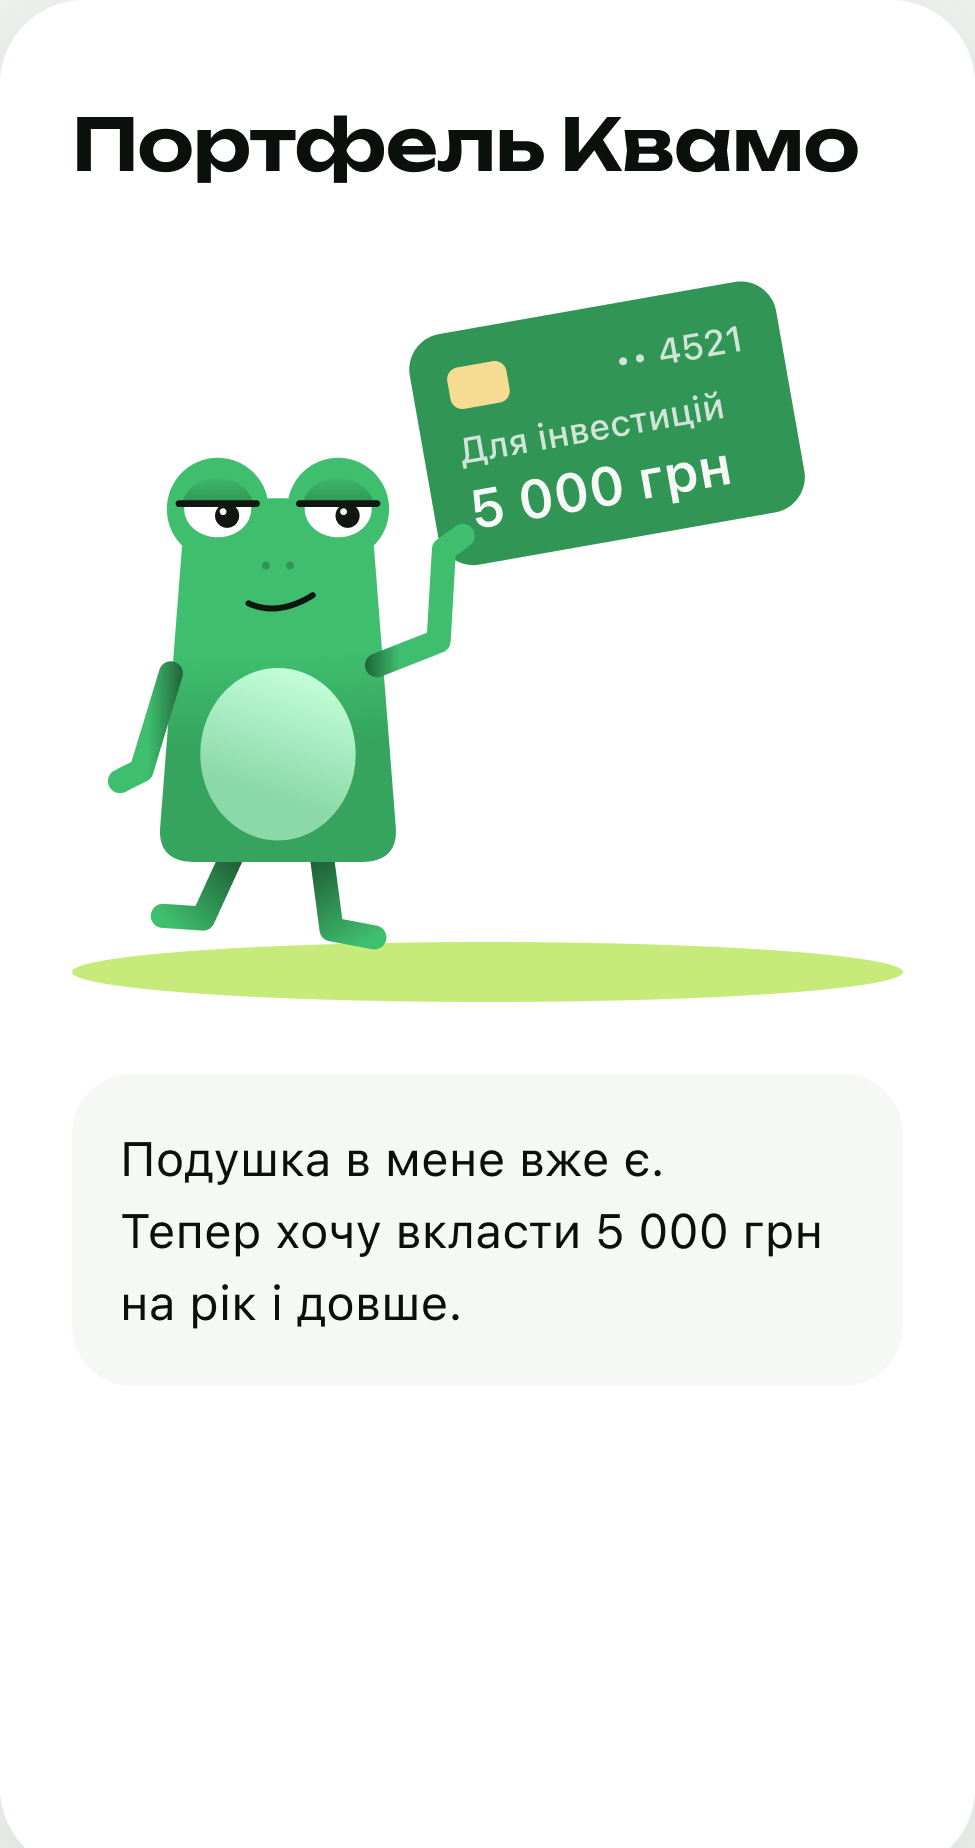 Портфель Квамо
•• 4521
Для інвестицій
5 000 грн
Подушка в мене вже є.
Тепер хочу вкласти 5 000 грн
на рік і довше.